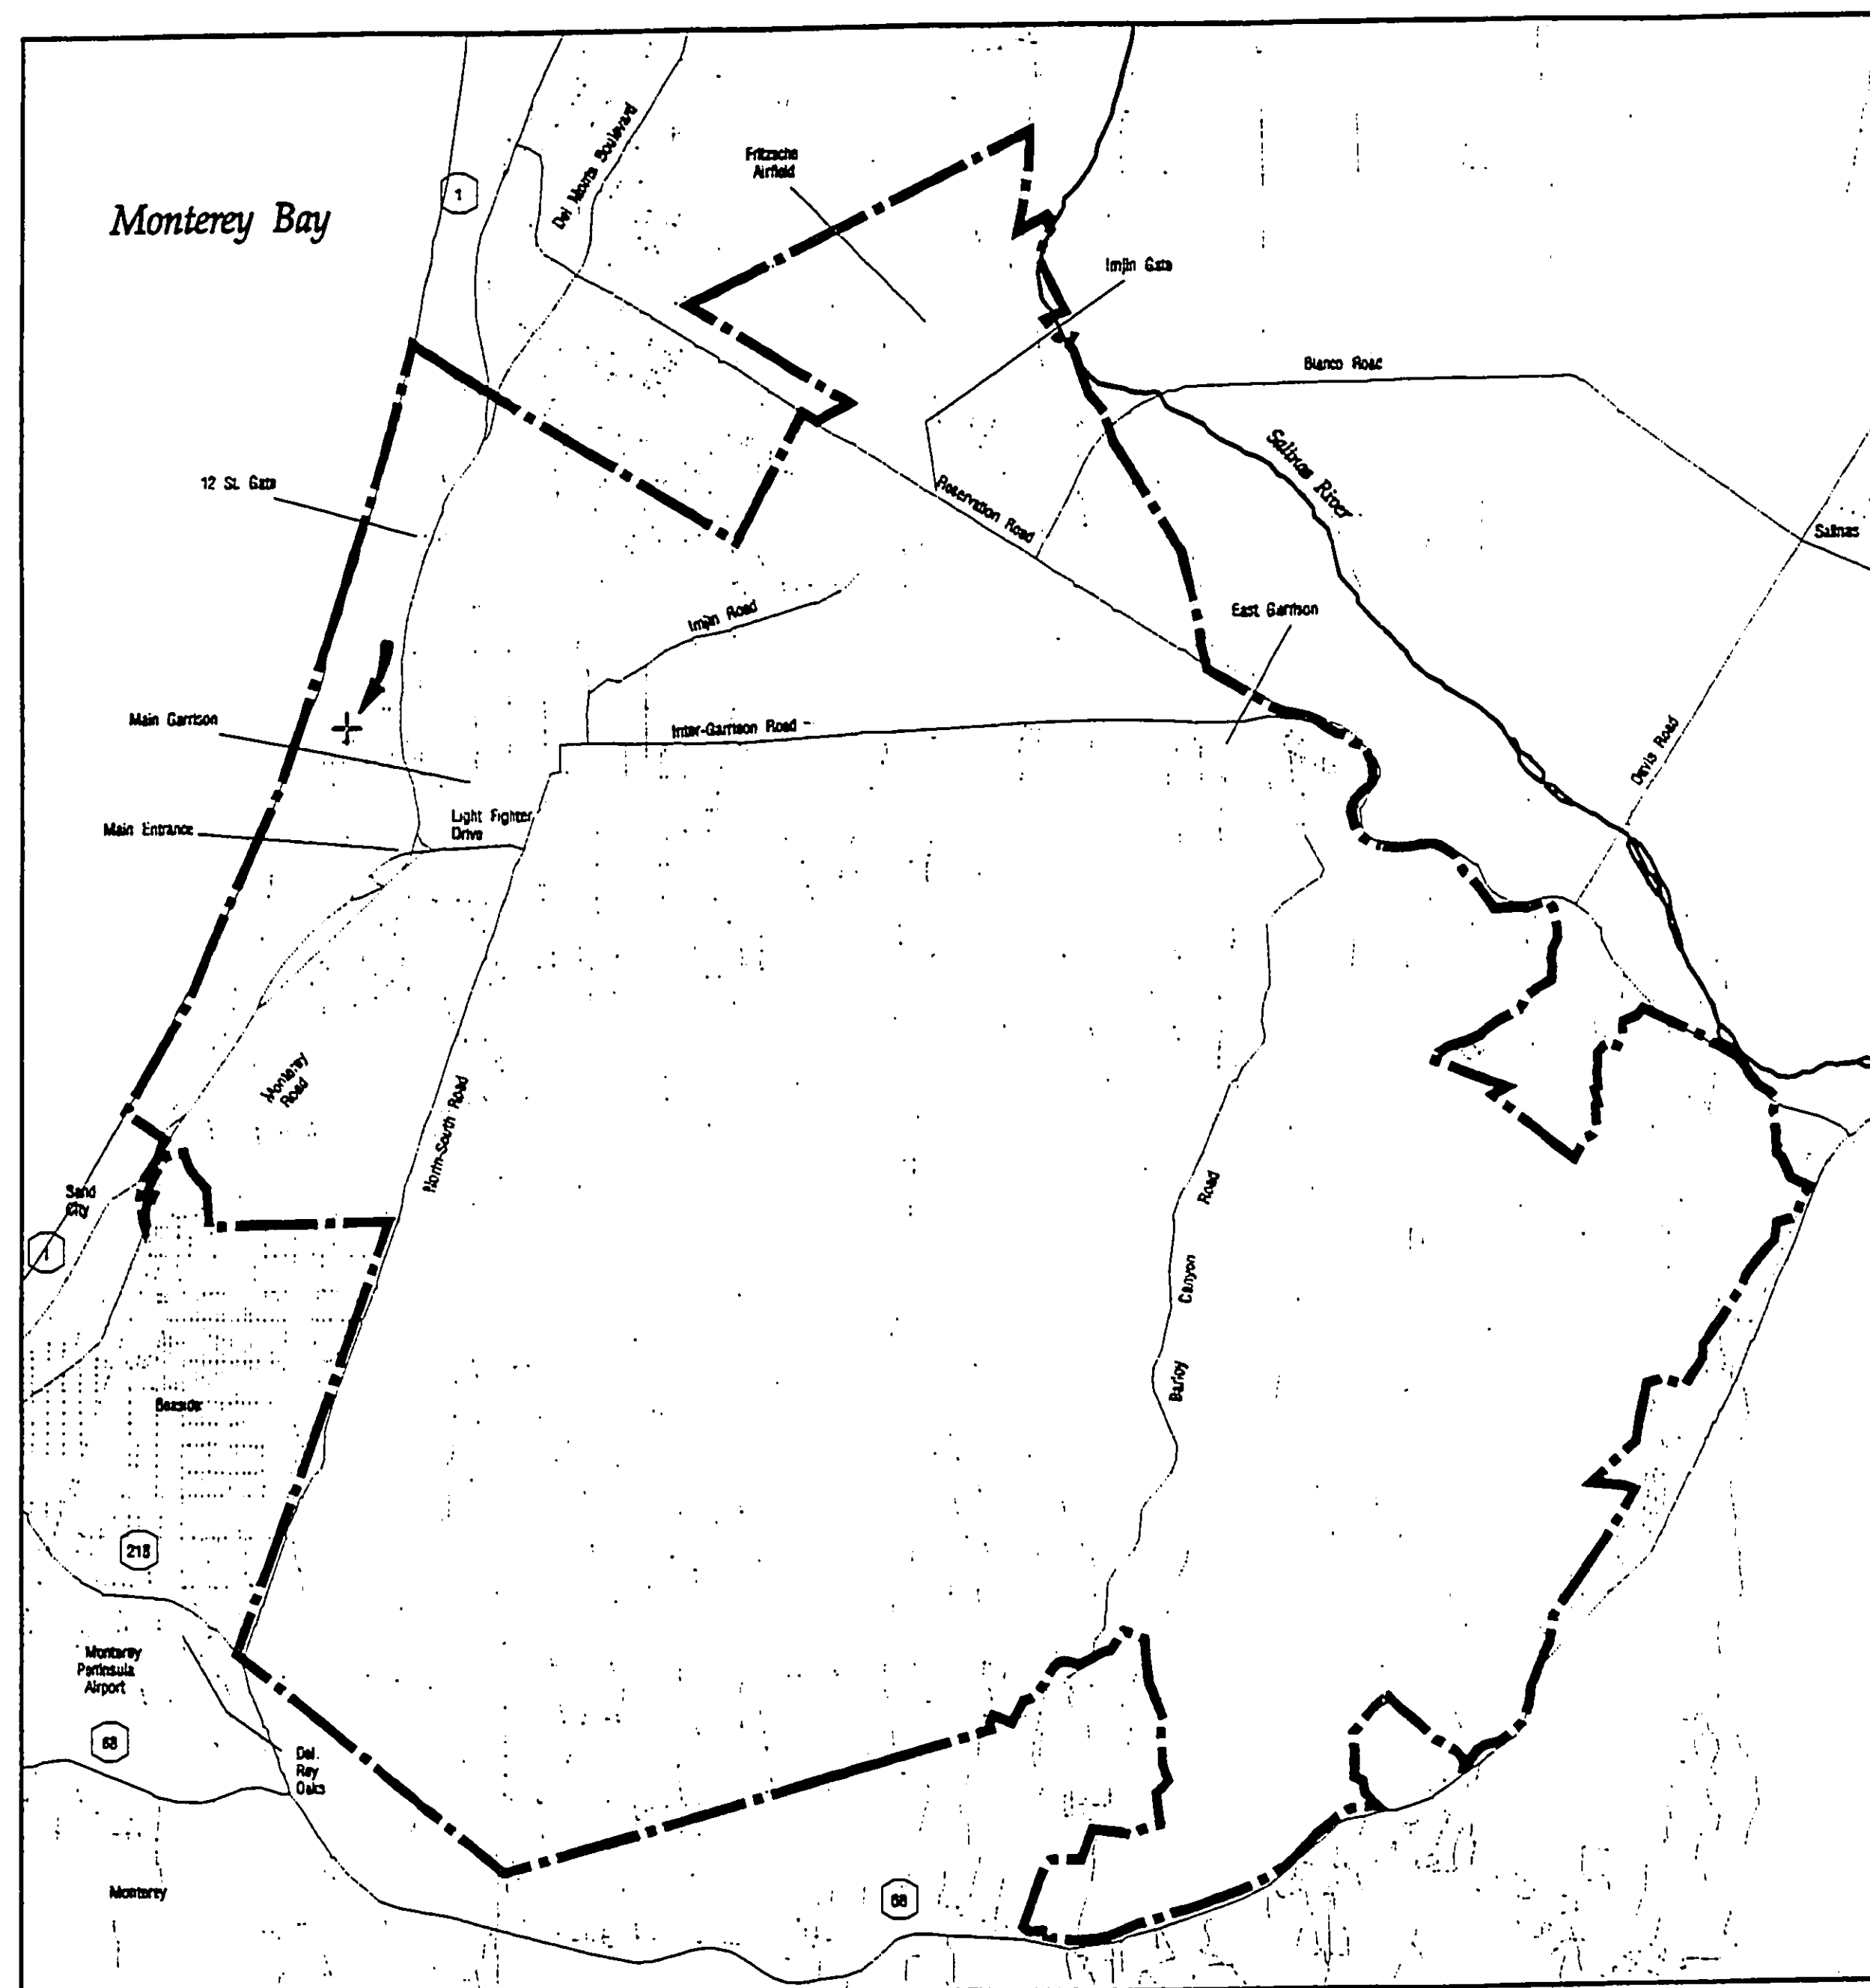 Monterey Bay
1
Del Monte Boulevard
Fritzsche
Airfield
Imjin Gate
Blanco Road
12 St. Gate
Reservation Road
Salinas River
Salinas
Imjin Road
East Garrison
Main Garrison
Inter-Garrison Road
Davis Road
Main Entrance
Light Fighter
Drive
Monterey
Road
North-South Road
Sand
City
1
Barloy Canyon Road
Seaside
218
Monterey
Peninsula
Airport
68
Del
Rey
Oaks
Monterey
68